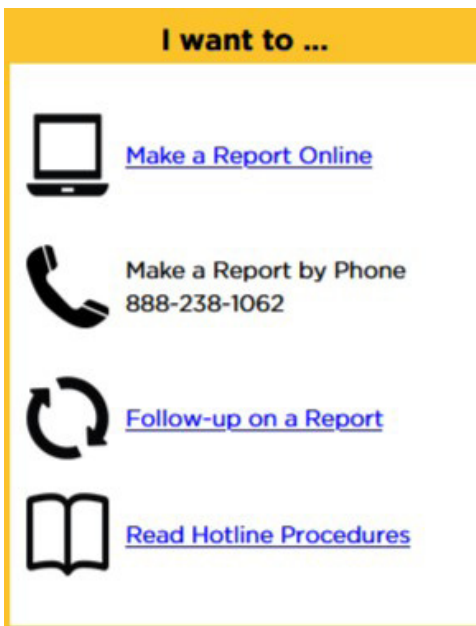 I want to ...
Make a Report Online
Make a Report by Phone
888-238-1062
Follow-up on a Report
Read Hotline Procedures